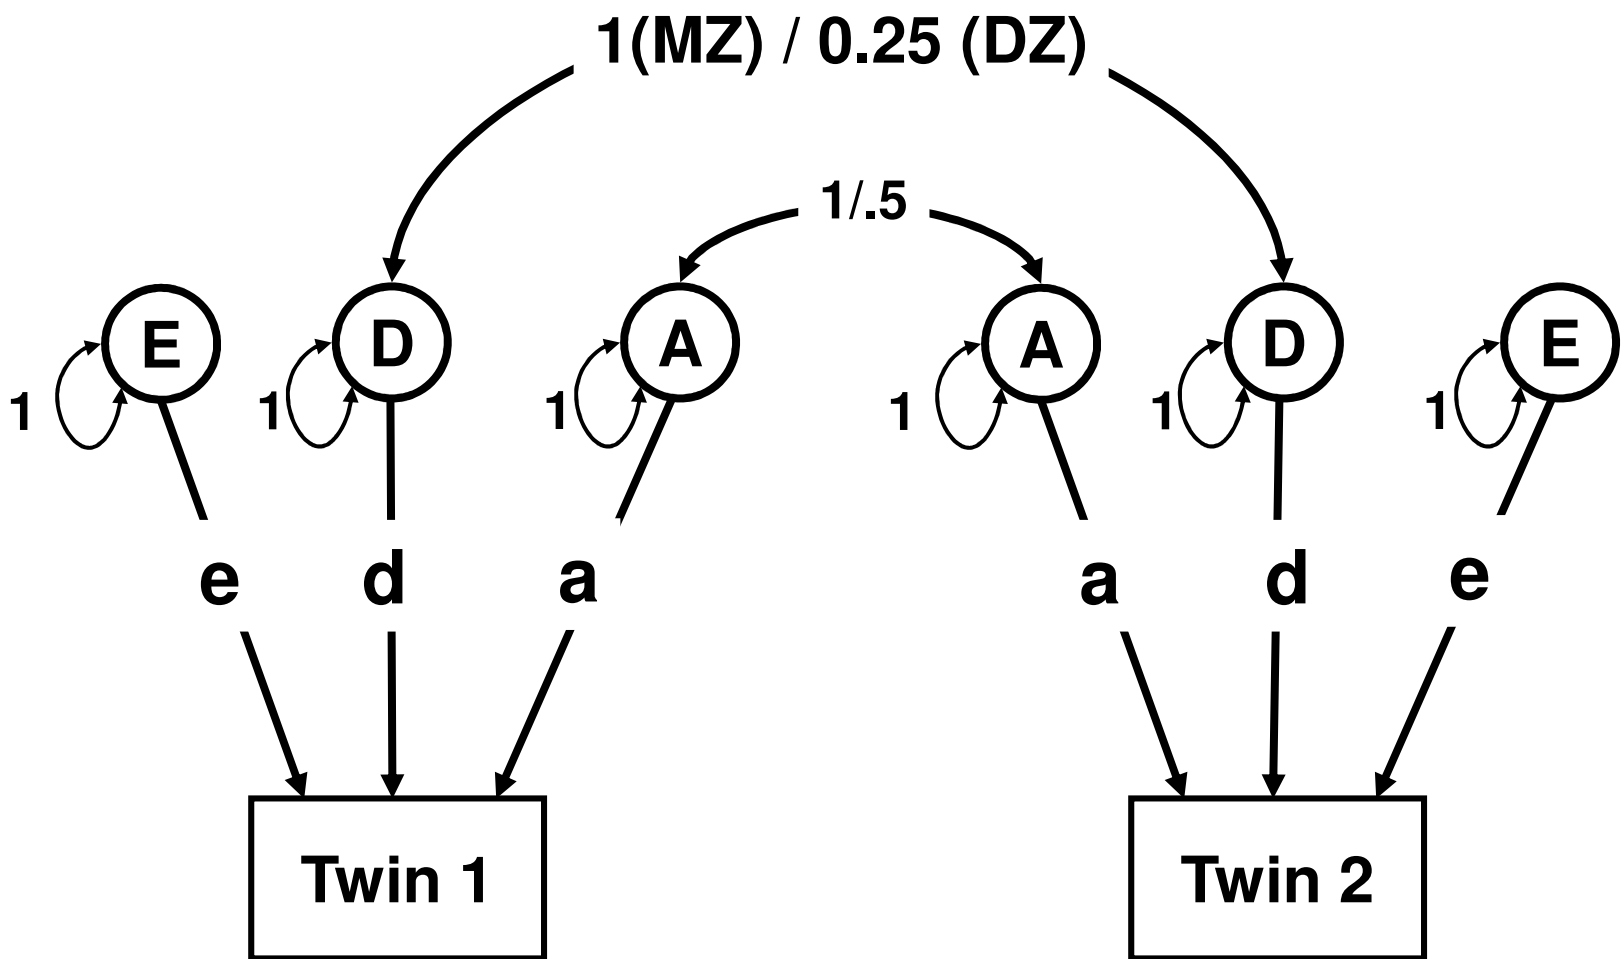 1(MZ) / 0.25 (DZ)
1/.5
E D A A D E
1 1 1 1 1 1
e d a a d e
Twin 1 Twin 2